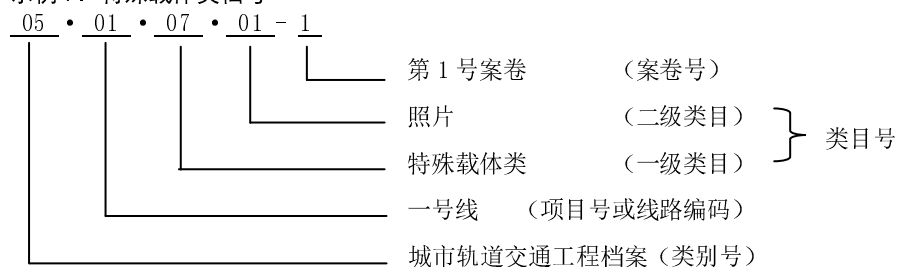 05·01·07·01-1
第1号案卷 （案卷号）
照片 （二级类目）
类目号
特殊载体类 （一级类目）
一号线 （项目号或线路编码）
城市轨道交通工程档案（类别号）